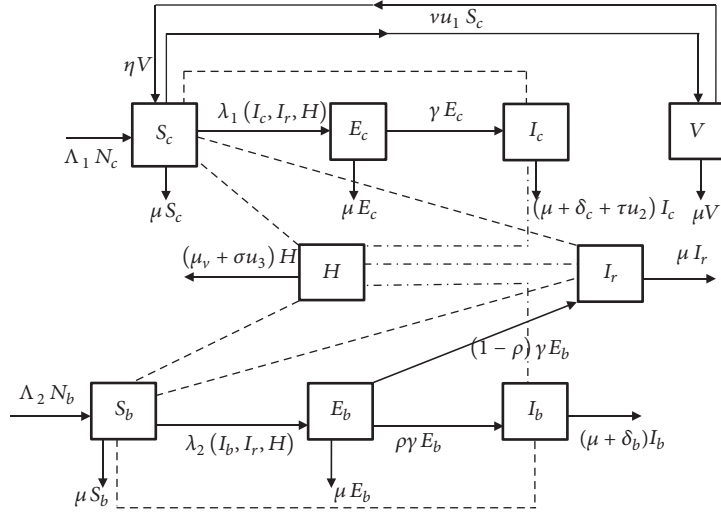 νu₁ S_c
ηV
λ₁ (I_c, I_r, H)
γ E_c
S_c
E_c
I_c
V
Λ₁ N_c
μ S_c
μ E_c
(μ + δ_c + τu₂) I_c
μV
(μ_v + σu₃) H
H
I_r
μ I_r
(1 − ρ) γ E_b
Λ₂ N_b
S_b
E_b
I_b
λ₂ (I_b, I_r, H)
ργ E_b
(μ + δ_b)I_b
μ S_b
μ E_b